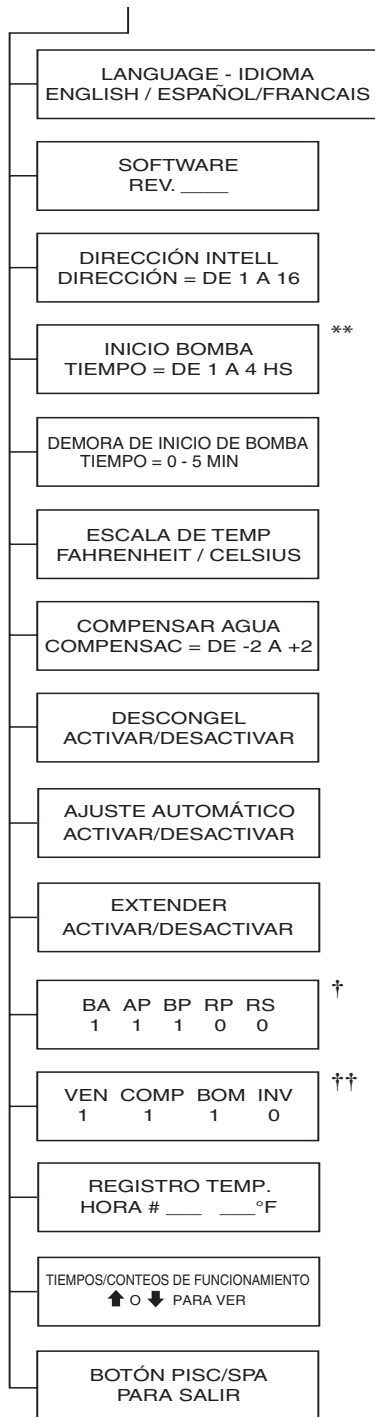 LANGUAGE - IDIOMA
ENGLISH / ESPAÑOL/FRANCAIS
SOFTWARE
REV. ____
DIRECCIÓN INTELL
DIRECCIÓN = DE 1 A 16
INICIO BOMBA
TIEMPO = DE 1 A 4 HS
**
DEMORA DE INICIO DE BOMBA
TIEMPO = 0 - 5 MIN
ESCALA DE TEMP
FAHRENHEIT / CELSIUS
COMPENSAR AGUA
COMPENSAC = DE -2 A +2
DESCONGEL
ACTIVAR/DESACTIVAR
AJUSTE AUTOMÁTICO
ACTIVAR/DESACTIVAR
EXTENDER
ACTIVAR/DESACTIVAR
BA AP BP RP RS
1 1 1 0 0
†
VEN COMP BOM INV
1 1 1 0
††
REGISTRO TEMP.
HORA # ___ ___°F
TIEMPOS/CONTEOS DE FUNCIONAMIENTO
⬆ O ⬇ PARA VER
BOTÓN PISC/SPA
PARA SALIR